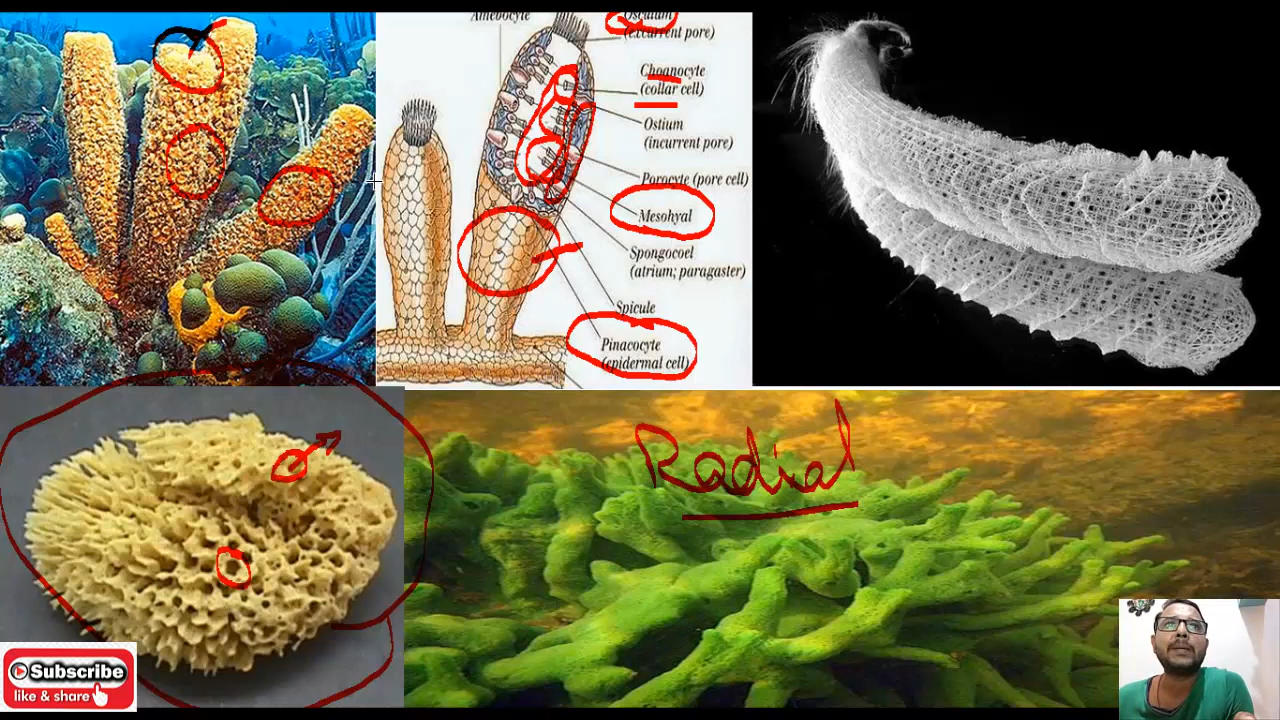 Amebocyte
Osculum
(excurrent pore)
Choanocyte
(collar cell)
Ostium
(incurrent pore)
Porocyte (pore cell)
Mesohyal
Spongocoel
(atrium; paragaster)
Spicule
Pinacocyte
(epidermal cell)
Radial
Subscribe
like & share